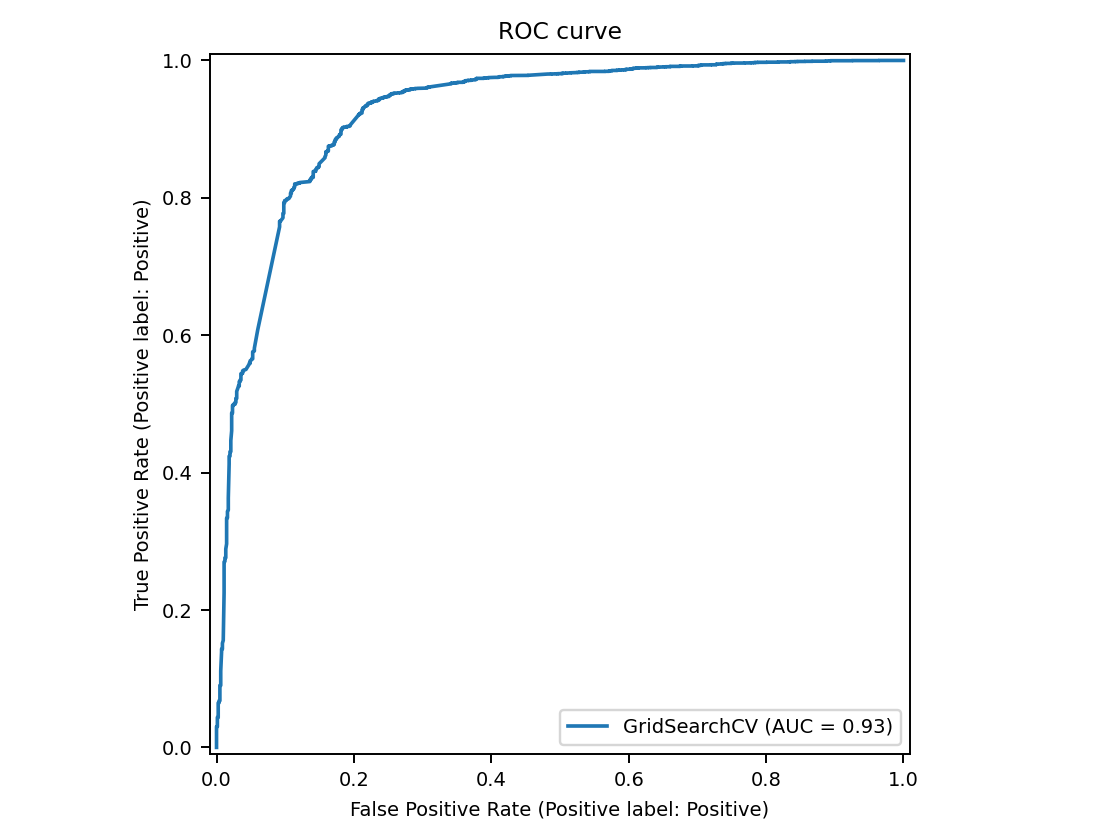 ROC curve
True Positive Rate (Positive label: Positive)
1.0
0.8
0.6
0.4
0.2
0.0
GridSearchCV (AUC = 0.93)
0.0 0.2 0.4 0.6 0.8 1.0
False Positive Rate (Positive label: Positive)